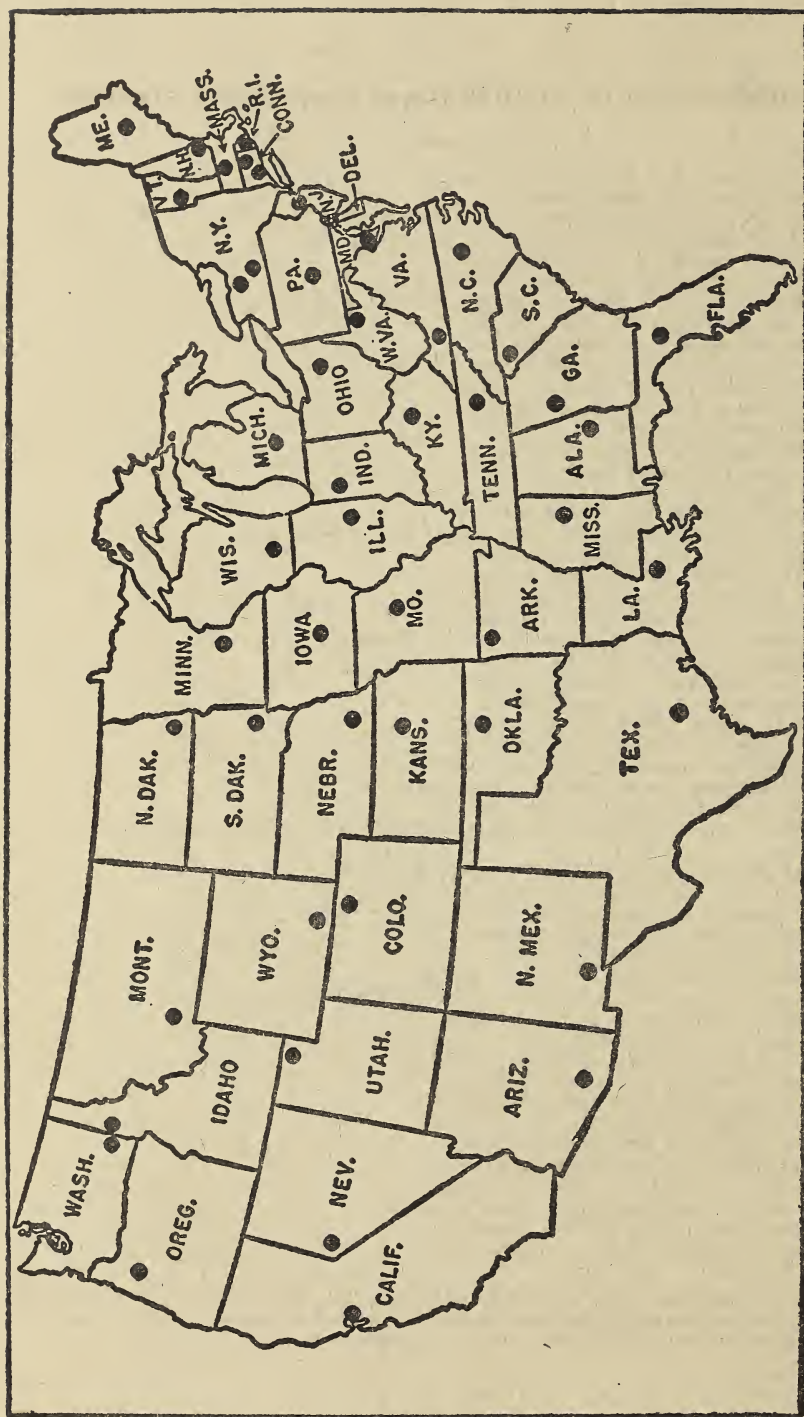 WASH.
OREG.
CALIF.
NEV.
IDAHO
MONT.
WYO.
UTAH.
ARIZ.
COLO.
N. MEX.
N. DAK.
S. DAK.
NEBR.
KANS.
OKLA.
TEX.
MINN.
IOWA
MO.
ARK.
LA.
WIS.
ILL.
MISS.
MICH.
IND.
OHIO
KY.
TENN.
ALA.
GA.
FLA.
S.C.
N.C.
VA.
W.VA.
MD.
DEL.
N.J.
PA.
N.Y.
VT.
N.H.
ME.
MASS.
R.I.
CONN.